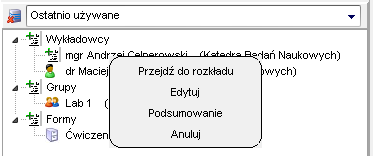 Ostatnio używane
Wykładowcy
mgr Andrzej (Katedra Badań Naukowych)
dr Maciej owych)
Przejdź do rozkładu
Edytuj
Grupy
Lab 1 (
Podsumowanie
Formy
Ćwiczen
Anuluj